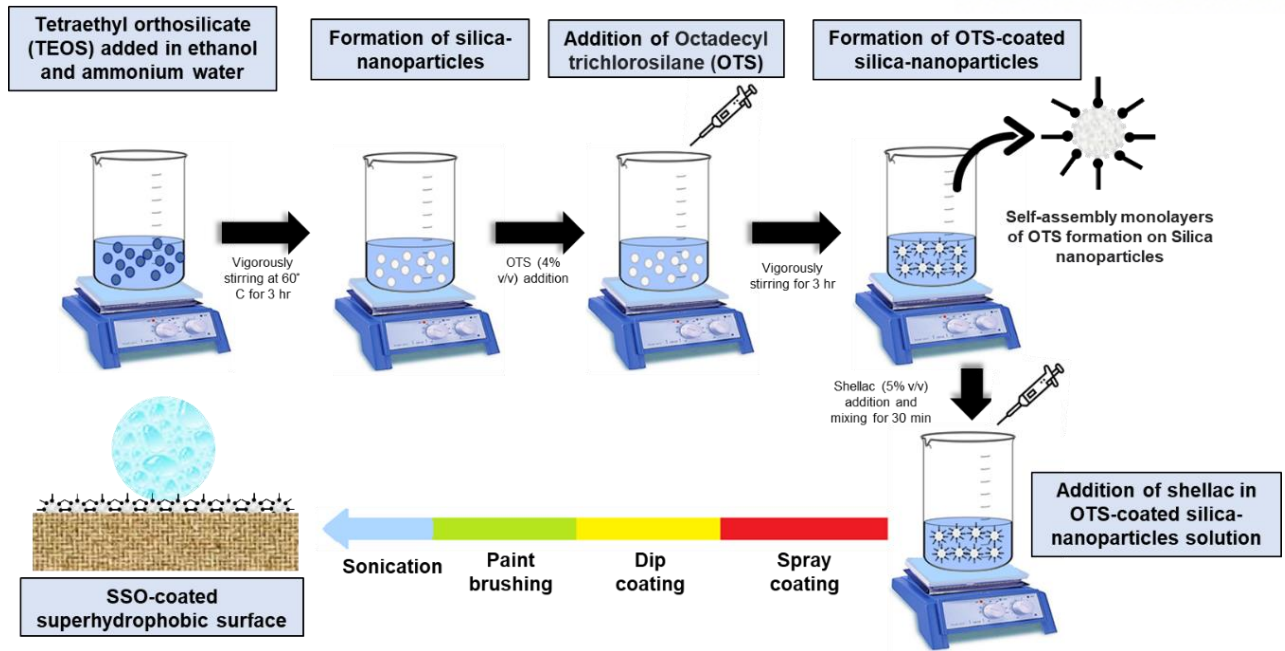 Tetraethyl orthosilicate
(TEOS) added in ethanol
and ammonium water
Formation of silica-
nanoparticles
Addition of Octadecyl
trichlorosilane (OTS)
Formation of OTS-coated
silica-nanoparticles
Vigorously
stirring at 60˚
C for 3 hr
OTS (4%
v/v) addition
Vigorously
stirring for 3 hr
Self-assembly monolayers
of OTS formation on Silica
nanoparticles
Shellac (5% v/v)
addition and
mixing for 30 min
Addition of shellac in
OTS-coated silica-
nanoparticles solution
Sonication
Paint
brushing
Dip
coating
Spray
coating
SSO-coated
superhydrophobic surface